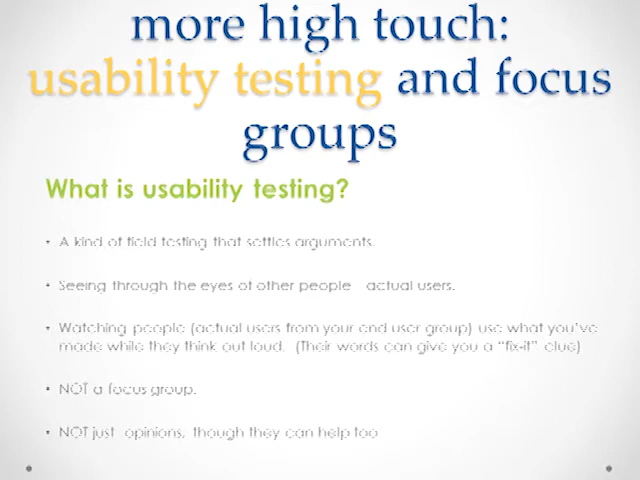 more high touch:
usability testing and focus
groups
What is usability testing?
• A kind of field testing that settles arguments.
• Seeing through the eyes of other people actual users.
• Watching people (actual users from your end user group) use what you've
made while they think out loud. (Their words can give you a "fix-it" clue)
• NOT a focus group.
• NOT just opinions, though they can help too